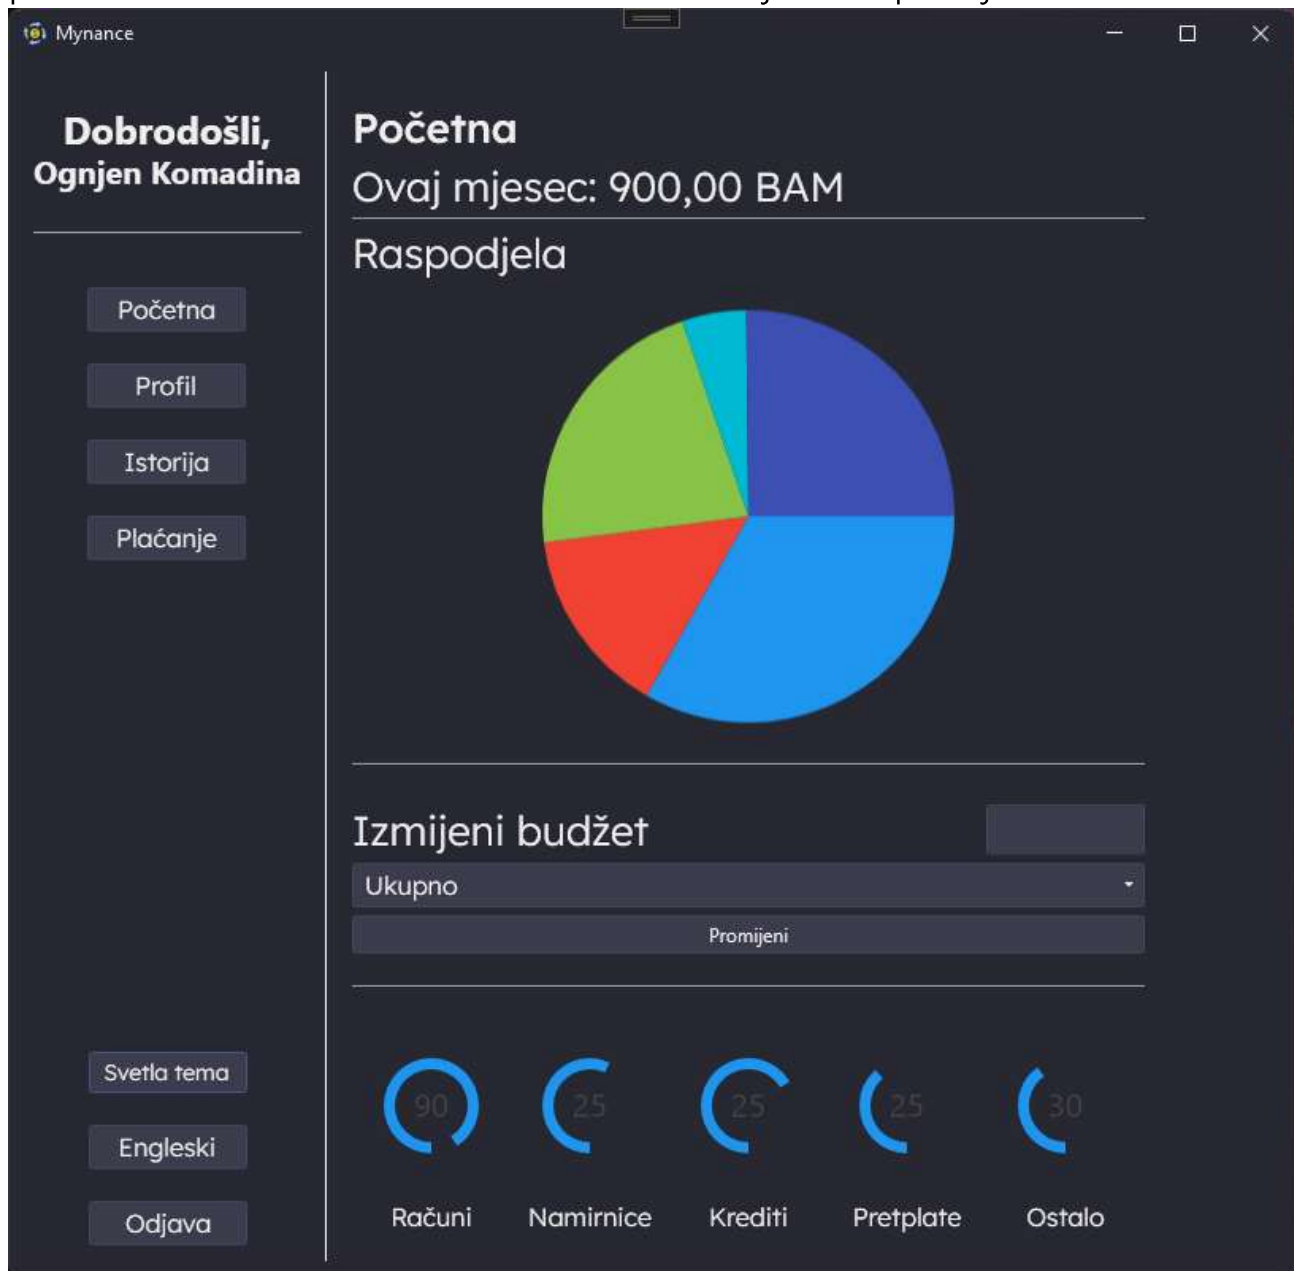 Mynance
Dobrodošli,
Ognjen Komadina
Početna
Profil
Istorija
Plaćanje
Svetla tema
Engleski
Odjava
Početna
Ovaj mjesec: 900,00 BAM
Raspodjela
Izmijeni budžet
Ukupno
Promijeni
90 25 25 25 30
Računi Namirnice Krediti Pretplate Ostalo